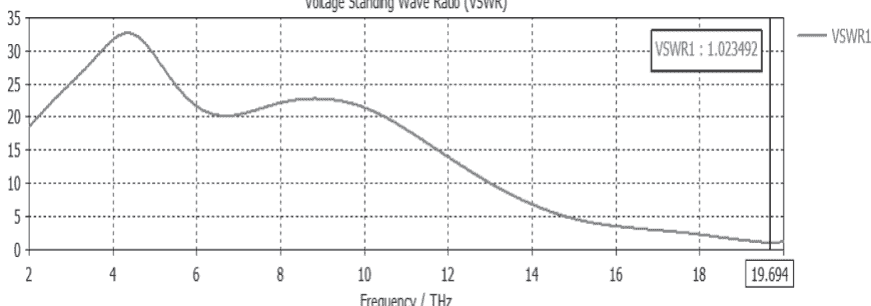 Voltage Standing Wave Ratio (VSWR)
35
30
25
20
15
10
5
0
VSWR1 : 1.023492
VSWR1
2 4 6 8 10 12 14 16 18 19.694
Frequency / THz